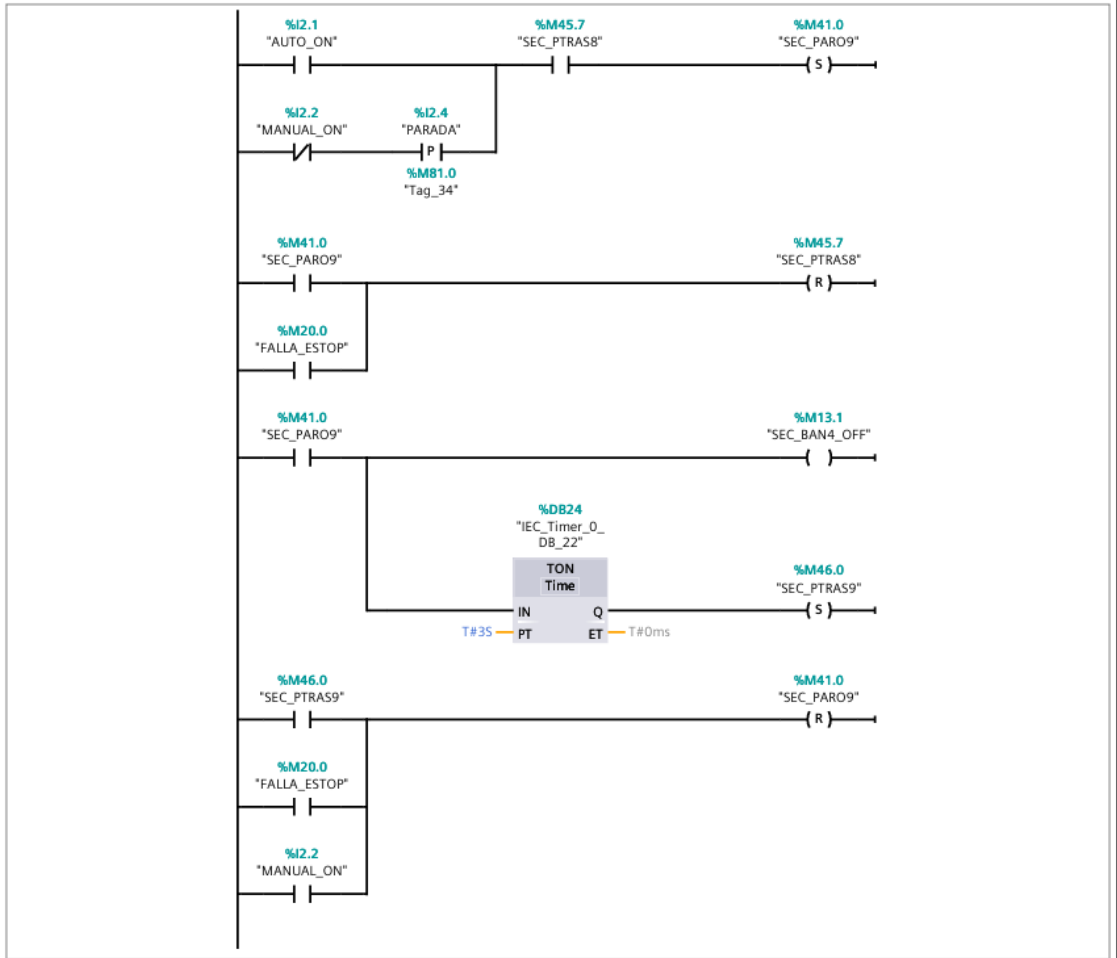 %I2.1 %M45.7 %M41.0
"AUTO_ON" "SEC_PTRAS8" "SEC_PARO9"
S
%I2.2 %I2.4
"MANUAL_ON" "PARADA"
P
%M81.0
"Tag_34"
%M41.0 %M45.7
"SEC_PARO9" "SEC_PTRAS8"
R
%M20.0
"FALLA_ESTOP"
%M41.0 %M13.1
"SEC_PARO9" "SEC_BAN4_OFF"
%DB24
"IEC_Timer_0_
DB_22"
TON %M46.0
Time "SEC_PTRAS9"
IN Q S
T#3S PT ET T#0ms
%M46.0 %M41.0
"SEC_PTRAS9" "SEC_PARO9"
R
%M20.0
"FALLA_ESTOP"
%I2.2
"MANUAL_ON"